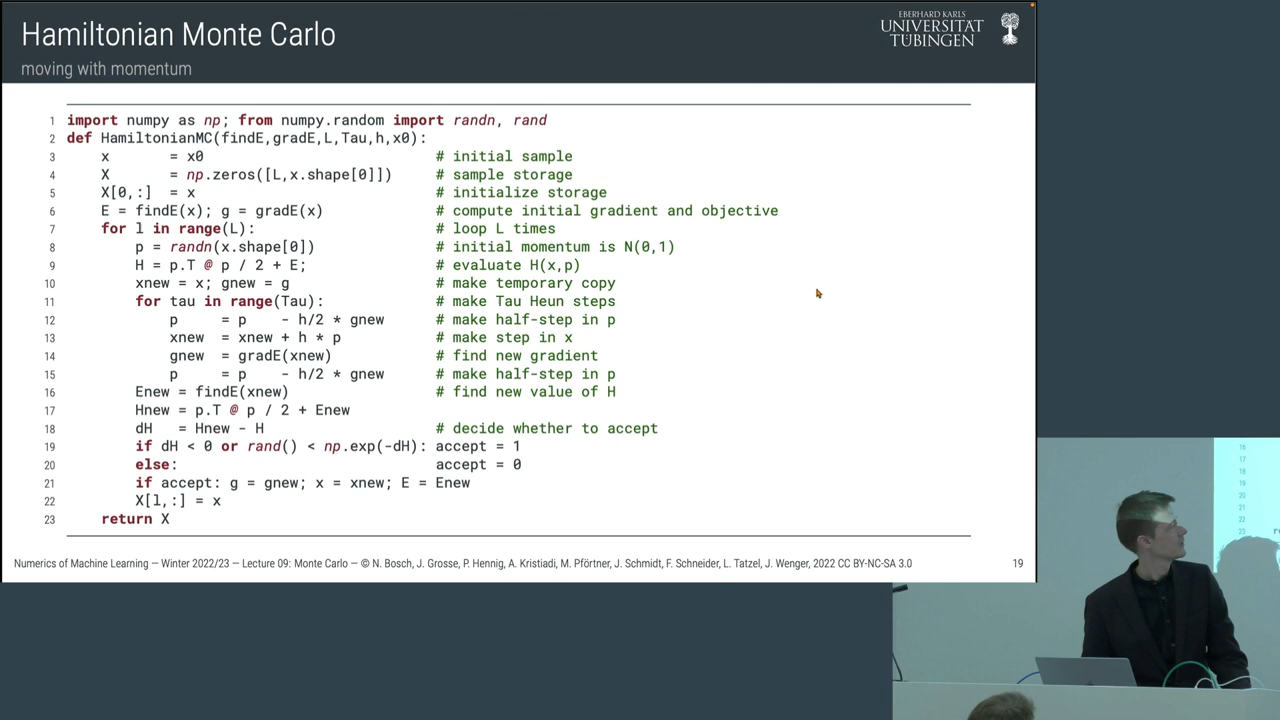 Hamiltonian Monte Carlo
moving with momentum
EBERHARD KARLS
UNIVERSITÄT
TÜBINGEN
1 import numpy as np; from numpy.random import randn, rand
2 def HamiltonianMC(findE,gradE,L,Tau,h,x0):
3 x = x0 # initial sample
4 X = np.zeros([L,x.shape[0]]) # sample storage
5 X[0,:] = x # initialize storage
6 E = findE(x); g = gradE(x) # compute initial gradient and objective
7 for l in range(L): # loop L times
8 p = randn(x.shape[0]) # initial momentum is N(0,1)
9 H = p.T @ p / 2 + E; # evaluate H(x,p)
10 xnew = x; gnew = g # make temporary copy
11 for tau in range(Tau): # make Tau Heun steps
12 p = p - h/2 * gnew # make half-step in p
13 xnew = xnew + h * p # make step in x
14 gnew = gradE(xnew) # find new gradient
15 p = p - h/2 * gnew # make half-step in p
16 Enew = findE(xnew) # find new value of H
17 Hnew = p.T @ p / 2 + Enew
18 dH = Hnew - H # decide whether to accept
19 if dH < 0 or rand() < np.exp(-dH): accept = 1
20 else: accept = 0
21 if accept: g = gnew; x = xnew; E = Enew
22 X[l,:] = x
23 return X
Numerics of Machine Learning — Winter 2022/23 — Lecture 09: Monte Carlo — © N. Bosch, J. Grosse, P. Hennig, A. Kristiadi, M. Pförtner, J. Schmidt, F. Schneider, L. Tatzel, J. Wenger, 2022 CC BY-NC-SA 3.0 19
16
17
18
19
20
21
22
23